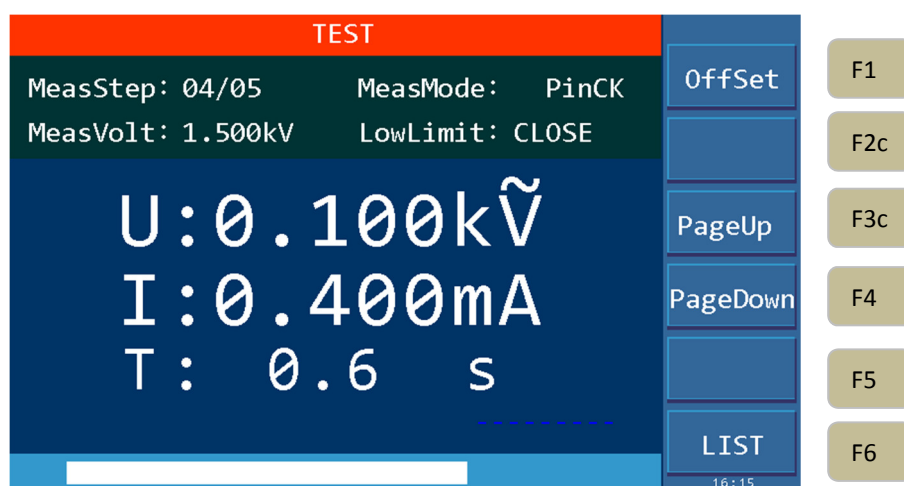 TEST
MeasStep: 04/05 MeasMode: PinCK
MeasVolt: 1.500kV LowLimit: CLOSE
U:0.100kṼ
I:0.400mA
T: 0.6 s
OffSet
PageUp
PageDown
LIST
16:15
F1
F2c
F3c
F4
F5
F6